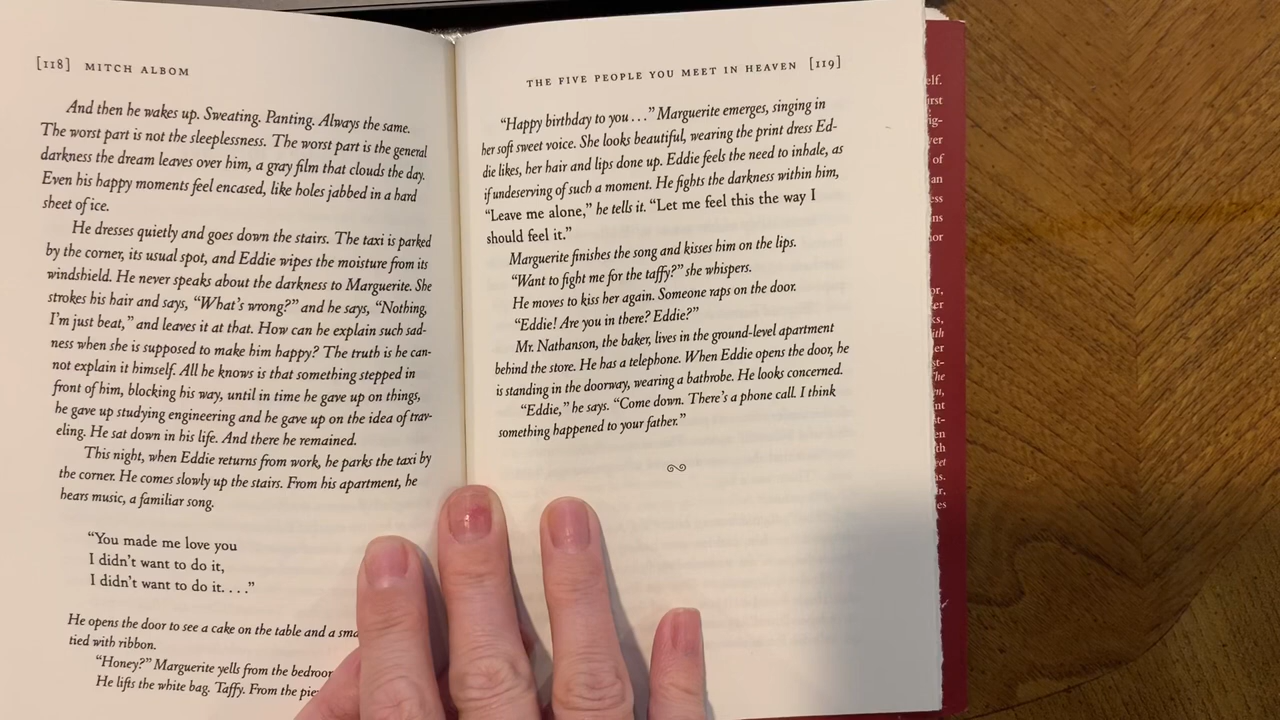 [118] MITCH ALBOM
And then he wakes up. Sweating. Panting. Always the same.
The worst part is not the sleeplessness. The worst part is the general
darkness the dream leaves over him, a gray film that clouds the day.
Even his happy moments feel encased, like holes jabbed in a hard
sheet of ice.
He dresses quietly and goes down the stairs. The taxi is parked
by the corner, its usual spot, and Eddie wipes the moisture from its
windshield. He never speaks about the darkness to Marguerite. She
strokes his hair and says, “What’s wrong?” and he says, “Nothing,
I’m just beat,” and leaves it at that. How can he explain such sad-
ness when she is supposed to make him happy? The truth is he can-
not explain it himself. All he knows is that something stepped in
front of him, blocking his way, until in time he gave up on things,
he gave up studying engineering and he gave up on the idea of trav-
eling. He sat down in his life. And there he remained.
This night, when Eddie returns from work, he parks the taxi by
the corner. He comes slowly up the stairs. From his apartment, he
hears music, a familiar song.
“You made me love you
I didn’t want to do it,
I didn’t want to do it. . . .”
He opens the door to see a cake on the table and a
tied with ribbon.
“Honey?” Marguerite yells from the
He lifts the white bag. Taffy. From the
THE FIVE PEOPLE YOU MEET IN HEAVEN [119]
“Happy birthday to you . . .” Marguerite emerges, singing in
her soft sweet voice. She looks beautiful, wearing the print dress Ed-
die likes, her hair and lips done up. Eddie feels the need to inhale, as
if undeserving of such a moment. He fights the darkness within him,
“Leave me alone,” he tells it. “Let me feel this the way I
should feel it.”
Marguerite finishes the song and kisses him on the lips.
“Want to fight me for the taffy?” she whispers.
He moves to kiss her again. Someone raps on the door.
“Eddie! Are you in there? Eddie?”
Mr. Nathanson, the baker, lives in the ground-level apartment
behind the store. He has a telephone. When Eddie opens the door, he
is standing in the doorway, wearing a bathrobe. He looks concerned.
“Eddie,” he says. “Come down. There’s a phone call. I think
something happened to your father.”